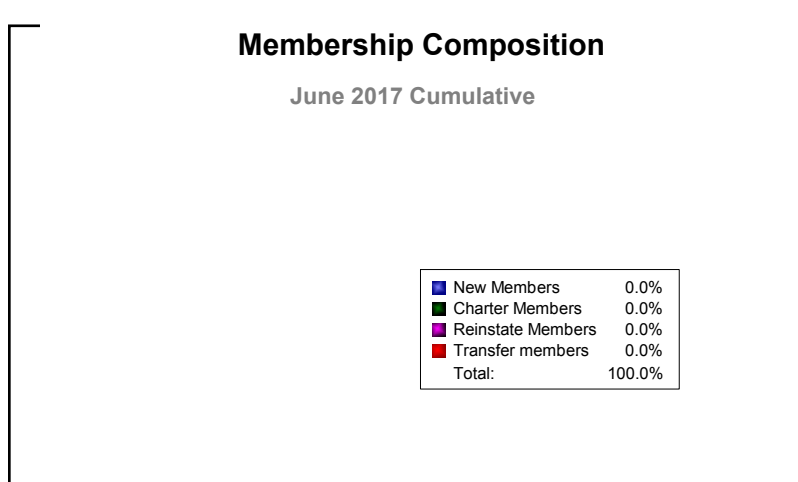 Membership Composition
June 2017 Cumulative
New Members 0.0%
Charter Members 0.0%
Reinstate Members 0.0%
Transfer members 0.0%
Total: 100.0%